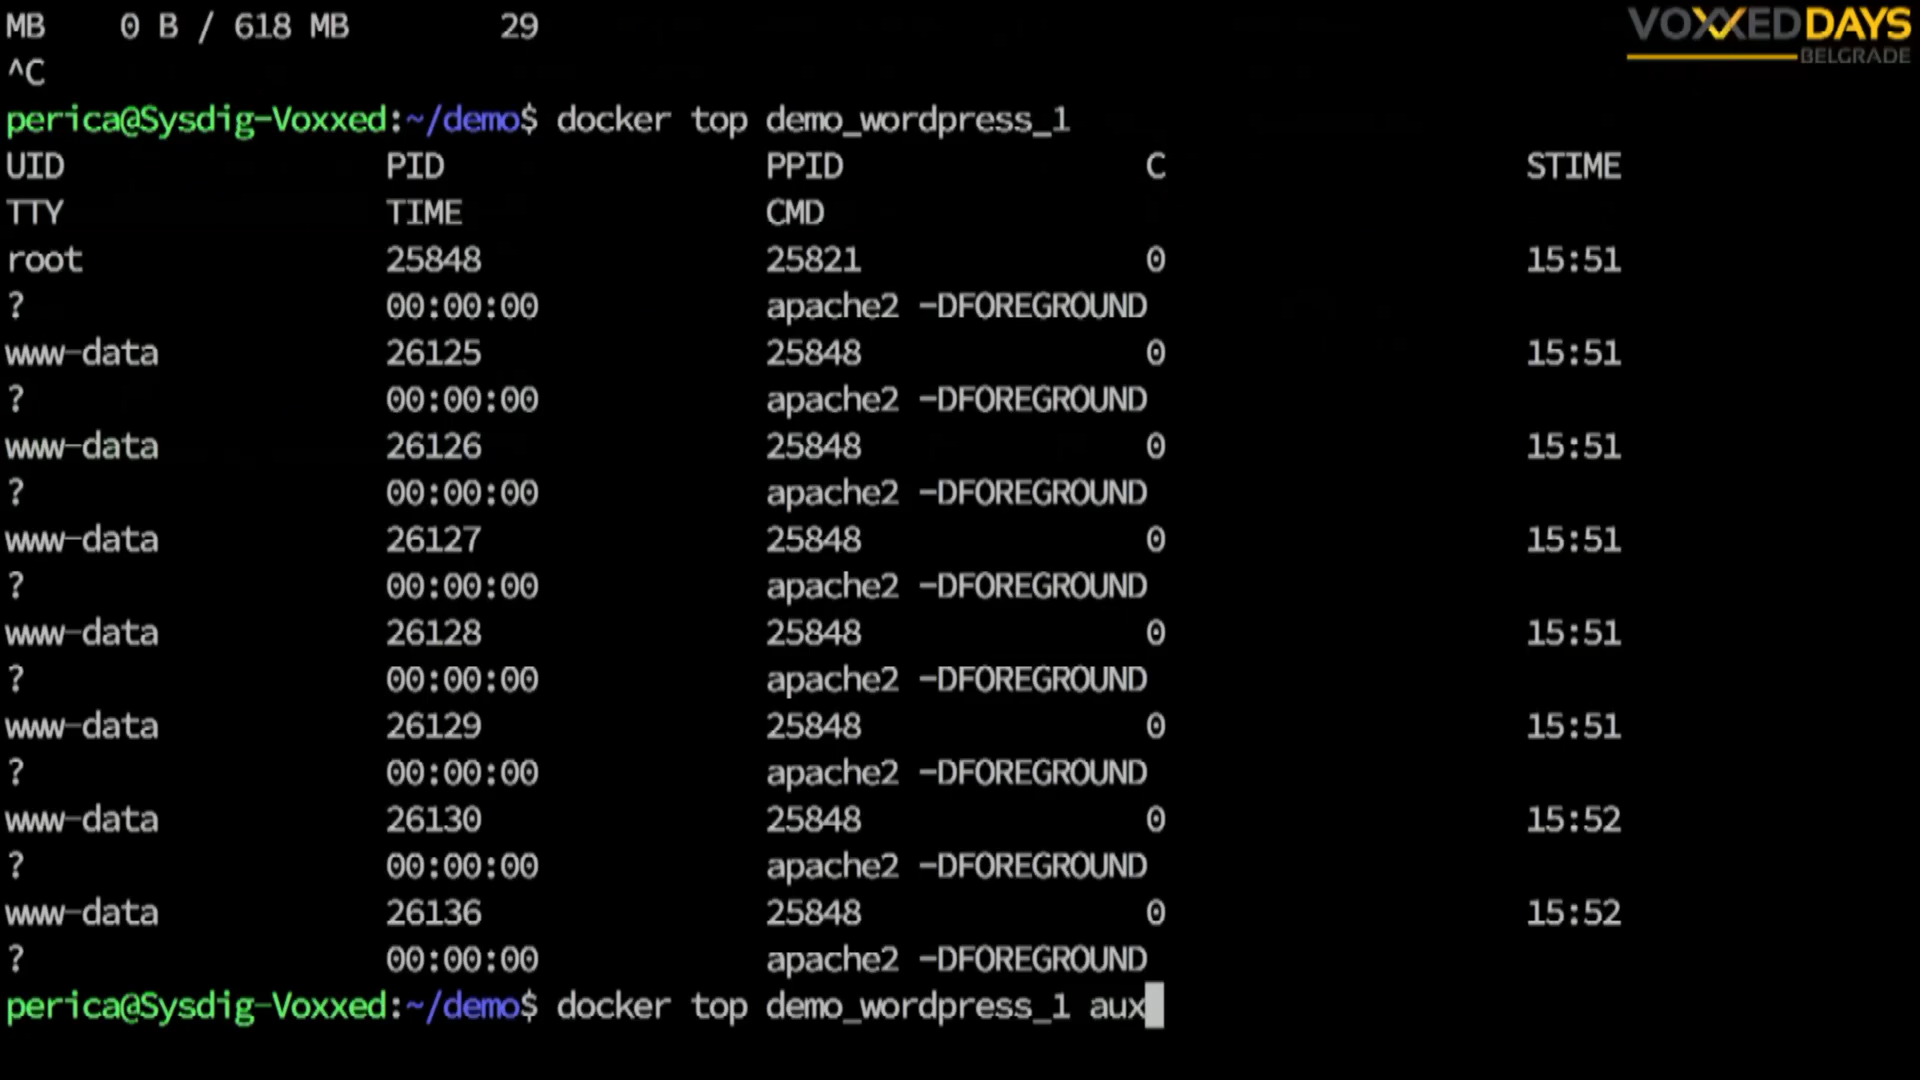 MB 0 B / 618 MB 29
VOXXED DAYS
BELGRADE
^C
perica@Sysdig-Voxxed:~/demo$ docker top demo_wordpress_1
UID PID PPID C STIME
TTY TIME CMD
root 25848 25821 0 15:51
? 00:00:00 apache2 -DFOREGROUND
www-data 26125 25848 0 15:51
? 00:00:00 apache2 -DFOREGROUND
www-data 26126 25848 0 15:51
? 00:00:00 apache2 -DFOREGROUND
www-data 26127 25848 0 15:51
? 00:00:00 apache2 -DFOREGROUND
www-data 26128 25848 0 15:51
? 00:00:00 apache2 -DFOREGROUND
www-data 26129 25848 0 15:51
? 00:00:00 apache2 -DFOREGROUND
www-data 26130 25848 0 15:52
? 00:00:00 apache2 -DFOREGROUND
www-data 26136 25848 0 15:52
? 00:00:00 apache2 -DFOREGROUND
perica@Sysdig-Voxxed:~/demo$ docker top demo_wordpress_1 aux